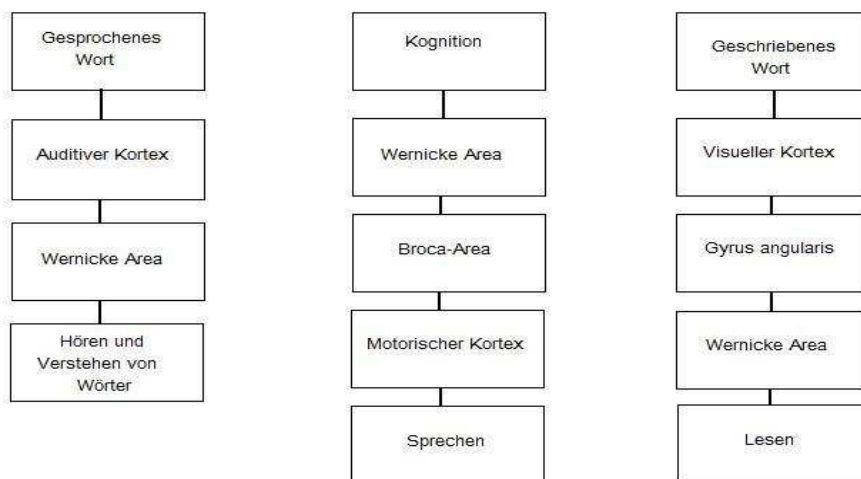 Gesprochenes
Wort
Auditiver Kortex
Wernicke Area
Hören und
Verstehen von
Wörter
Kognition
Wernicke Area
Broca-Area
Motorischer Kortex
Sprechen
Geschriebenes
Wort
Visueller Kortex
Gyrus angularis
Wernicke Area
Lesen